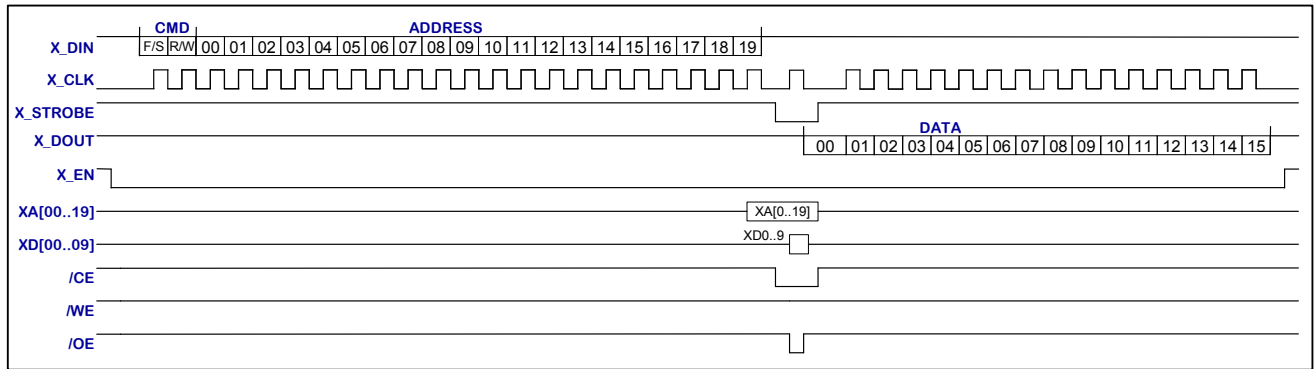 CMD ADDRESS
X_DIN F/S R/W 00 01 02 03 04 05 06 07 08 09 10 11 12 13 14 15 16 17 18 19
X_CLK
X_STROBE
DATA
X_DOUT 00 01 02 03 04 05 06 07 08 09 10 11 12 13 14 15
X_EN
XA[00..19] XA[0..19]
XD[00..09] XD0..9
/CE
/WE
/OE